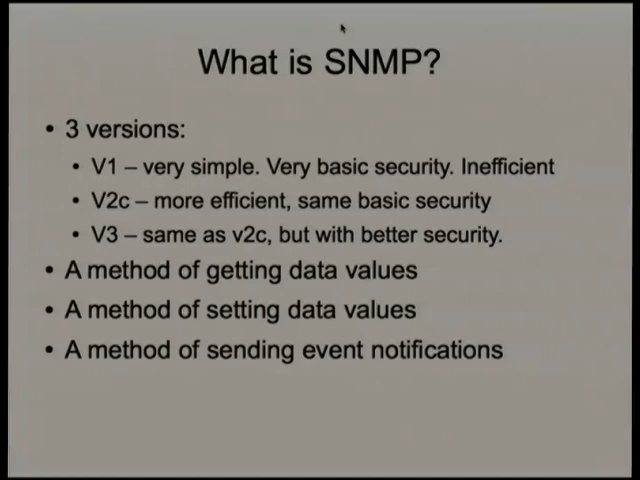 What is SNMP?
• 3 versions:
• V1 – very simple. Very basic security. Inefficient
• V2c – more efficient, same basic security
• V3 – same as v2c, but with better security.
• A method of getting data values
• A method of setting data values
• A method of sending event notifications